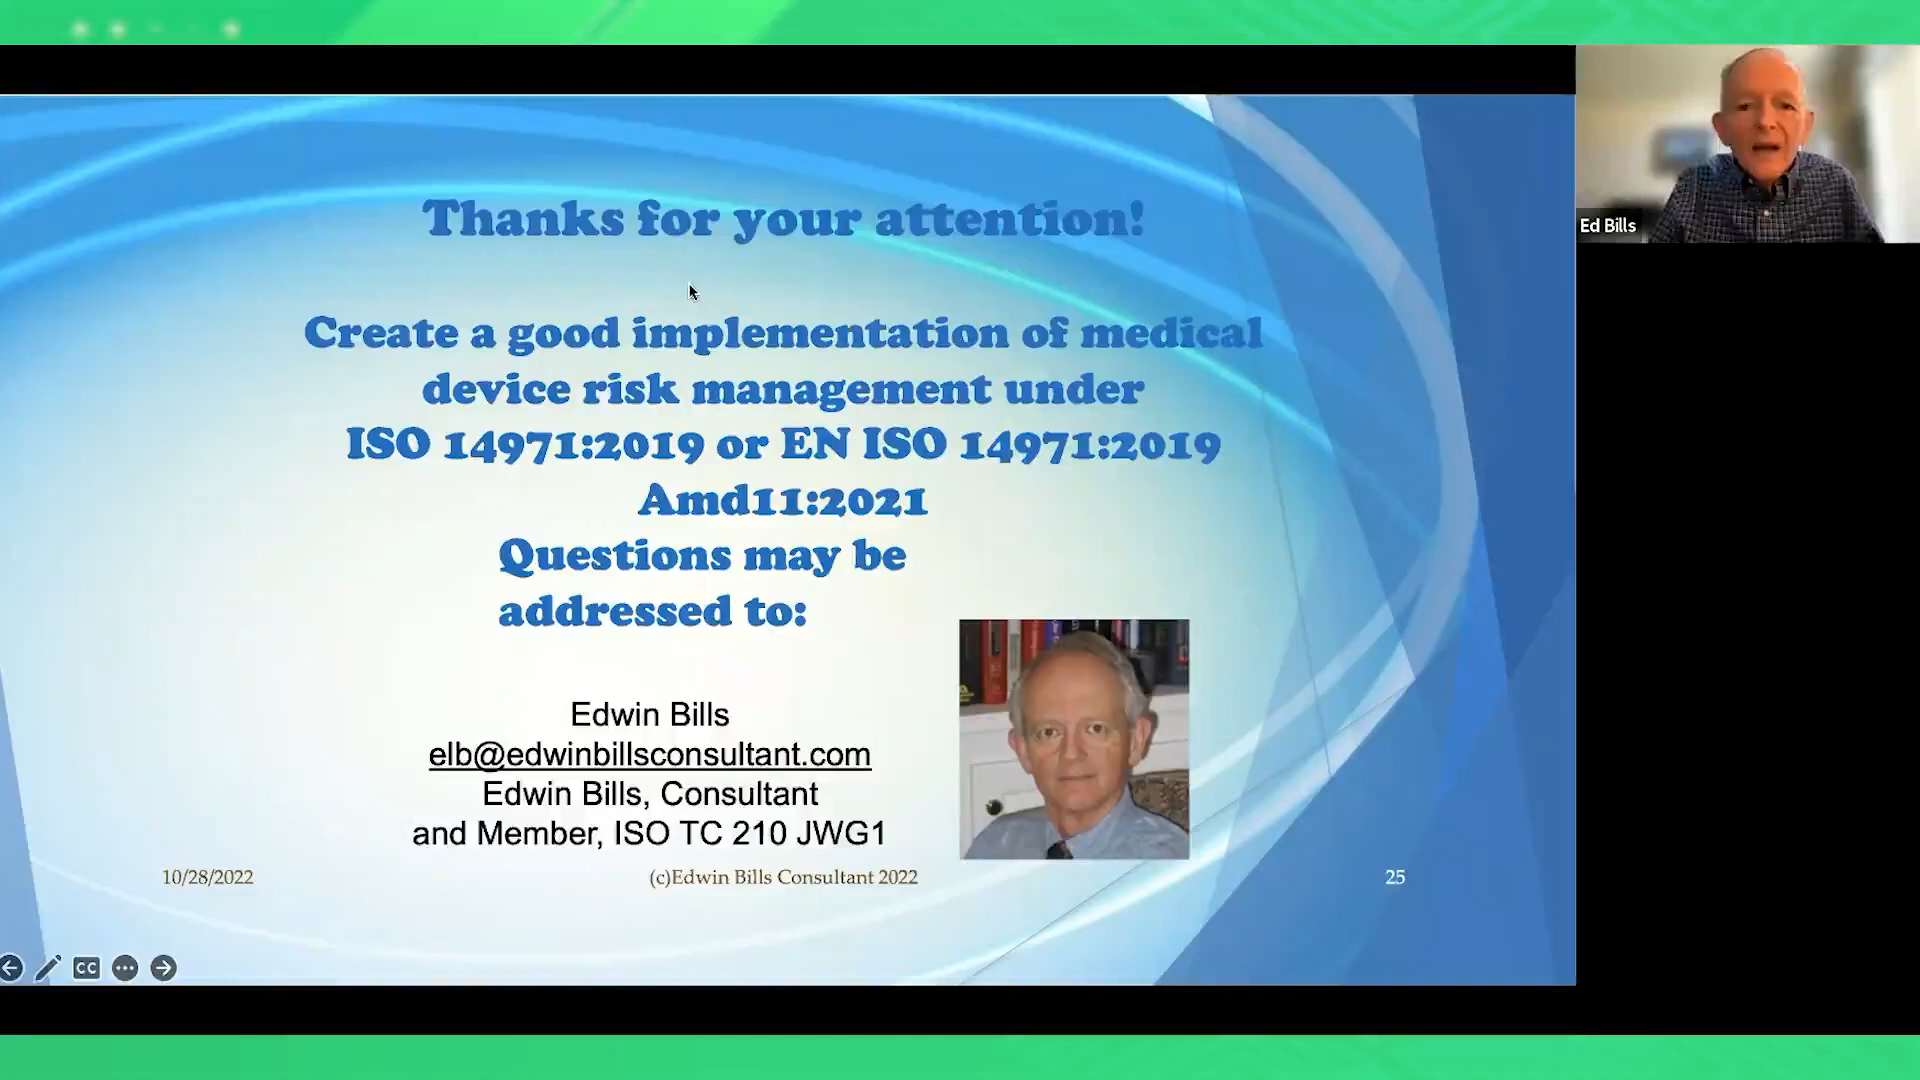 Thanks for your attention!
Create a good implementation of medical
device risk management under
ISO 14971:2019 or EN ISO 14971:2019
Amd11:2021
Questions may be
addressed to:
Edwin Bills
elb@edwinbillsconsultant.com
Edwin Bills, Consultant
and Member, ISO TC 210 JWG1
10/28/2022
(c)Edwin Bills Consultant 2022
25
CC
Ed Bills